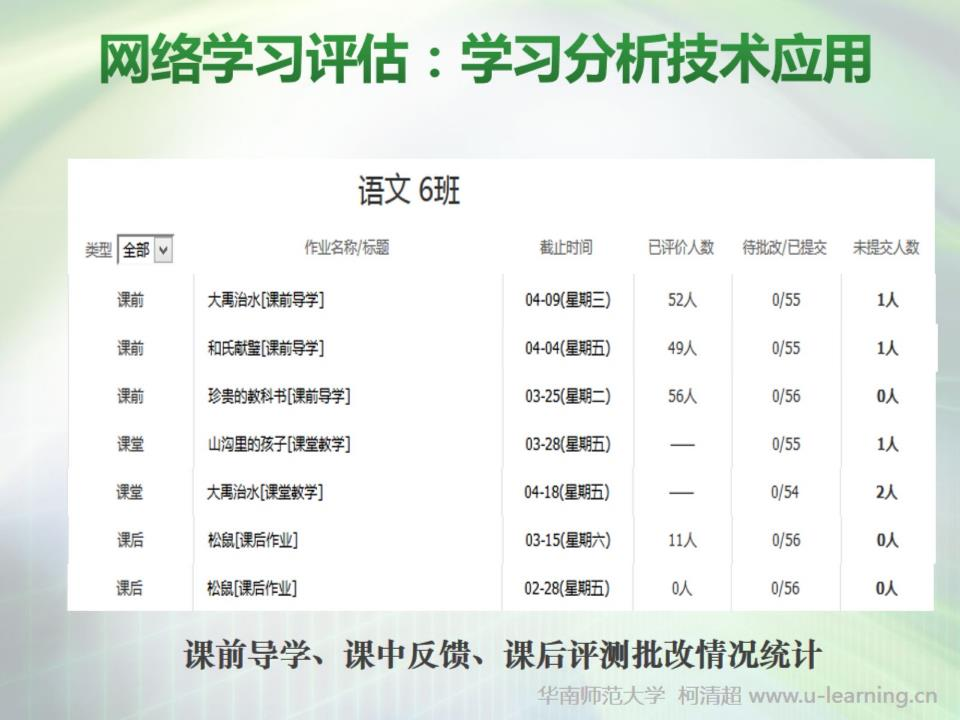 网络学习评估：学习分析技术应用
语文 6班
类型 全部 作业名称/标题 截止时间 已评价人数 待批改/已提交 未提交人数
课前 大禹治水[课前导学] 04-09(星期三) 52人 0/55 1人
课前 和氏献璧[课前导学] 04-04(星期五) 49人 0/55 1人
课前 珍贵的教科书[课前导学] 03-25(星期二) 56人 0/56 0人
课堂 山沟里的孩子[课堂教学] 03-28(星期五) —— 0/55 1人
课堂 大禹治水[课堂教学] 04-18(星期五) —— 0/54 2人
课后 松鼠[课后作业] 03-15(星期六) 11人 0/56 0人
课后 松鼠[课后作业] 02-28(星期五) 0人 0/56 0人
课前导学、课中反馈、课后评测批改情况统计
华南师范大学 柯清超 www.u-learning.cn